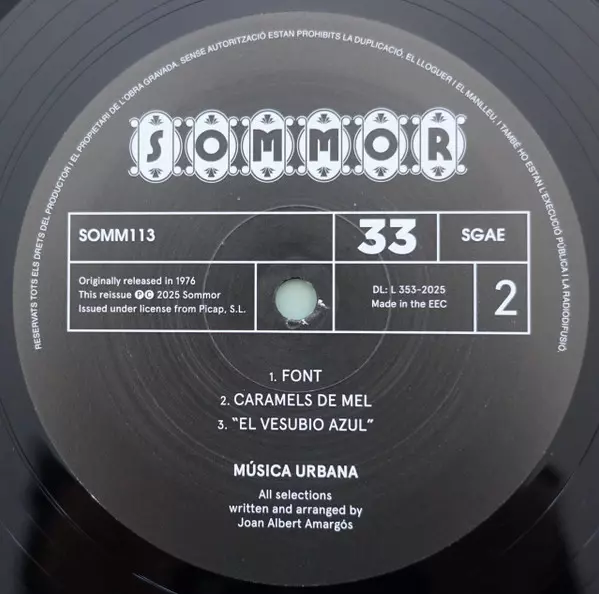 RESERVATS TOTS ELS DRETS DEL PRODUCTOR I EL PROPIETARI DE L'OBRA GRAVADA. SENSE AUTORITZACIÓ ESTAN PROHIBITS LA DUPLICACIÓ, EL LLOGUER I EL MANLLEU, I TAMBÉ HO ESTAN L'EXECUCIÓ PÚBLICA I LA RADIODIFUSIÓ.
SOMMOR
SOMM113
33
SGAE
Originally released in 1976
This reissue ℗ © 2025 Sommor
Issued under license from Picap, S.L.
DL: L 353-2025
Made in the EEC
2
1. FONT
2. CARAMELS DE MEL
3. "EL VESUBIO AZUL"
MÚSICA URBANA
All selections
written and arranged by
Joan Albert Amargós